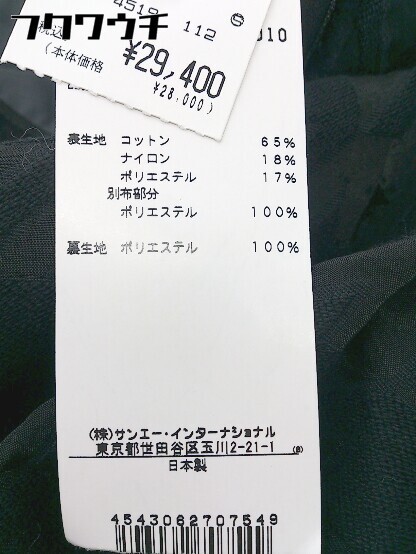 フクワウチ
4519 112
税込
¥29,400
(本体価格
¥28,000)
010
表生地 コットン 65%
ナイロン 18%
ポリエステル 17%
別布部分
ポリエステル 100%
裏生地 ポリエステル 100%
(株)サンエー・インターナショナル
東京都世田谷区玉川2-21-1 (B)
日本製
4543062707549